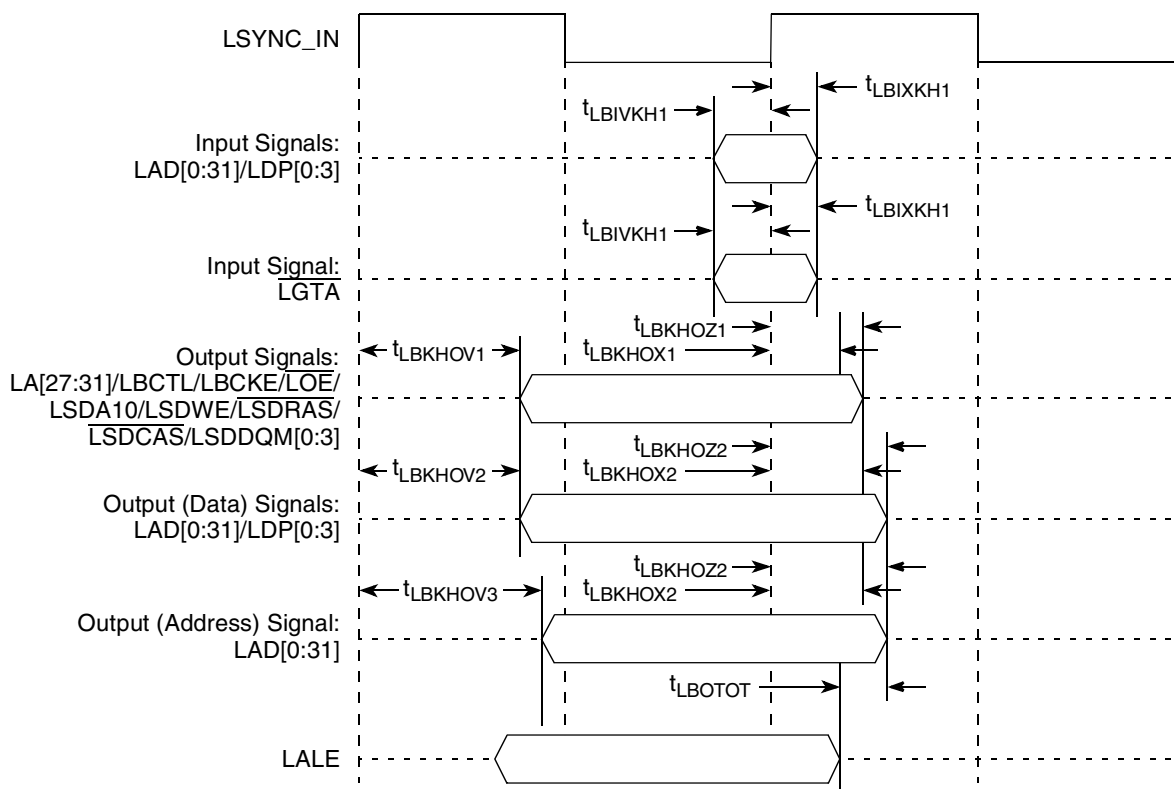 LSYNC_IN
tLBIXKH1
tLBIVKH1
Input Signals:
LAD[0:31]/LDP[0:3]
tLBIXKH1
tLBIVKH1
Input Signal:
LGTA
tLBKHOZ1
tLBKHOV1
tLBKHOX1
Output Signals:
LA[27:31]/LBCTL/LBCKE/LOE/
LSDA10/LSDWE/LSDRAS/
LSDCAS/LSDDQM[0:3]
tLBKHOZ2
tLBKHOV2
tLBKHOX2
Output (Data) Signals:
LAD[0:31]/LDP[0:3]
tLBKHOZ2
tLBKHOV3
tLBKHOX2
Output (Address) Signal:
LAD[0:31]
tLBOTOT
LALE